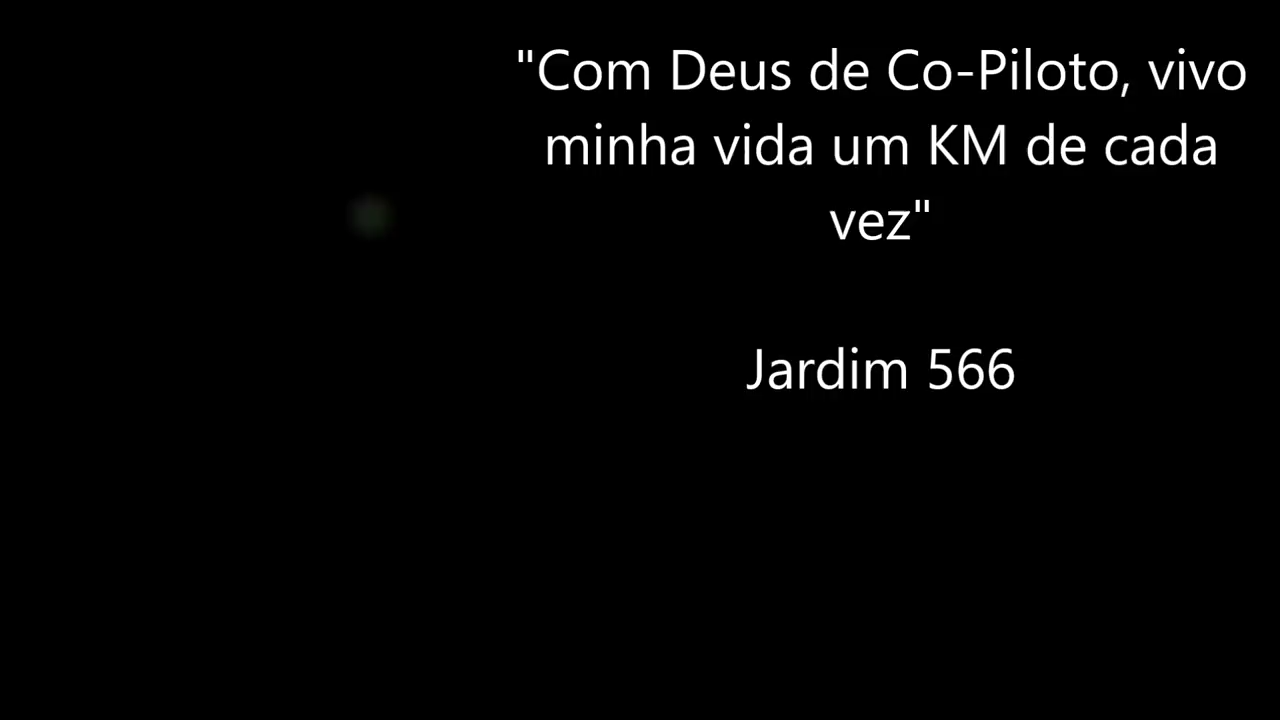 "Com Deus de Co-Piloto, vivo
minha vida um KM de cada
vez"
Jardim 566